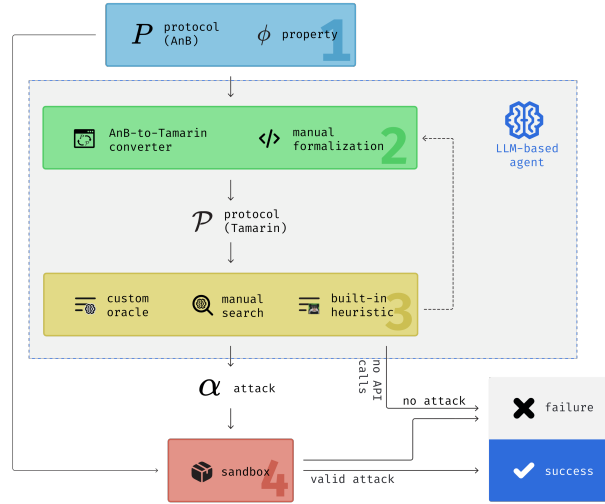 P protocol
(AnB)
ϕ property
1
AnB-to-Tamarin
converter
</> manual
formalization
2
LLM-based
agent
𝒫 protocol
(Tamarin)
custom
oracle
manual
search
built-in
heuristic
3
no API
calls
α attack
no attack
failure
sandbox
4
valid attack
success